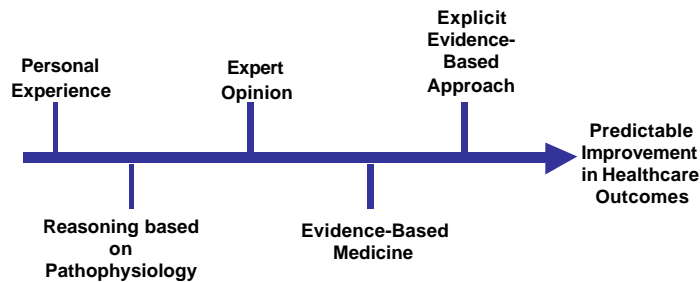 Personal
Experience
Reasoning based
on
Pathophysiology
Expert
Opinion
Evidence-Based
Medicine
Explicit
Evidence-
Based
Approach
Predictable
Improvement
in Healthcare
Outcomes